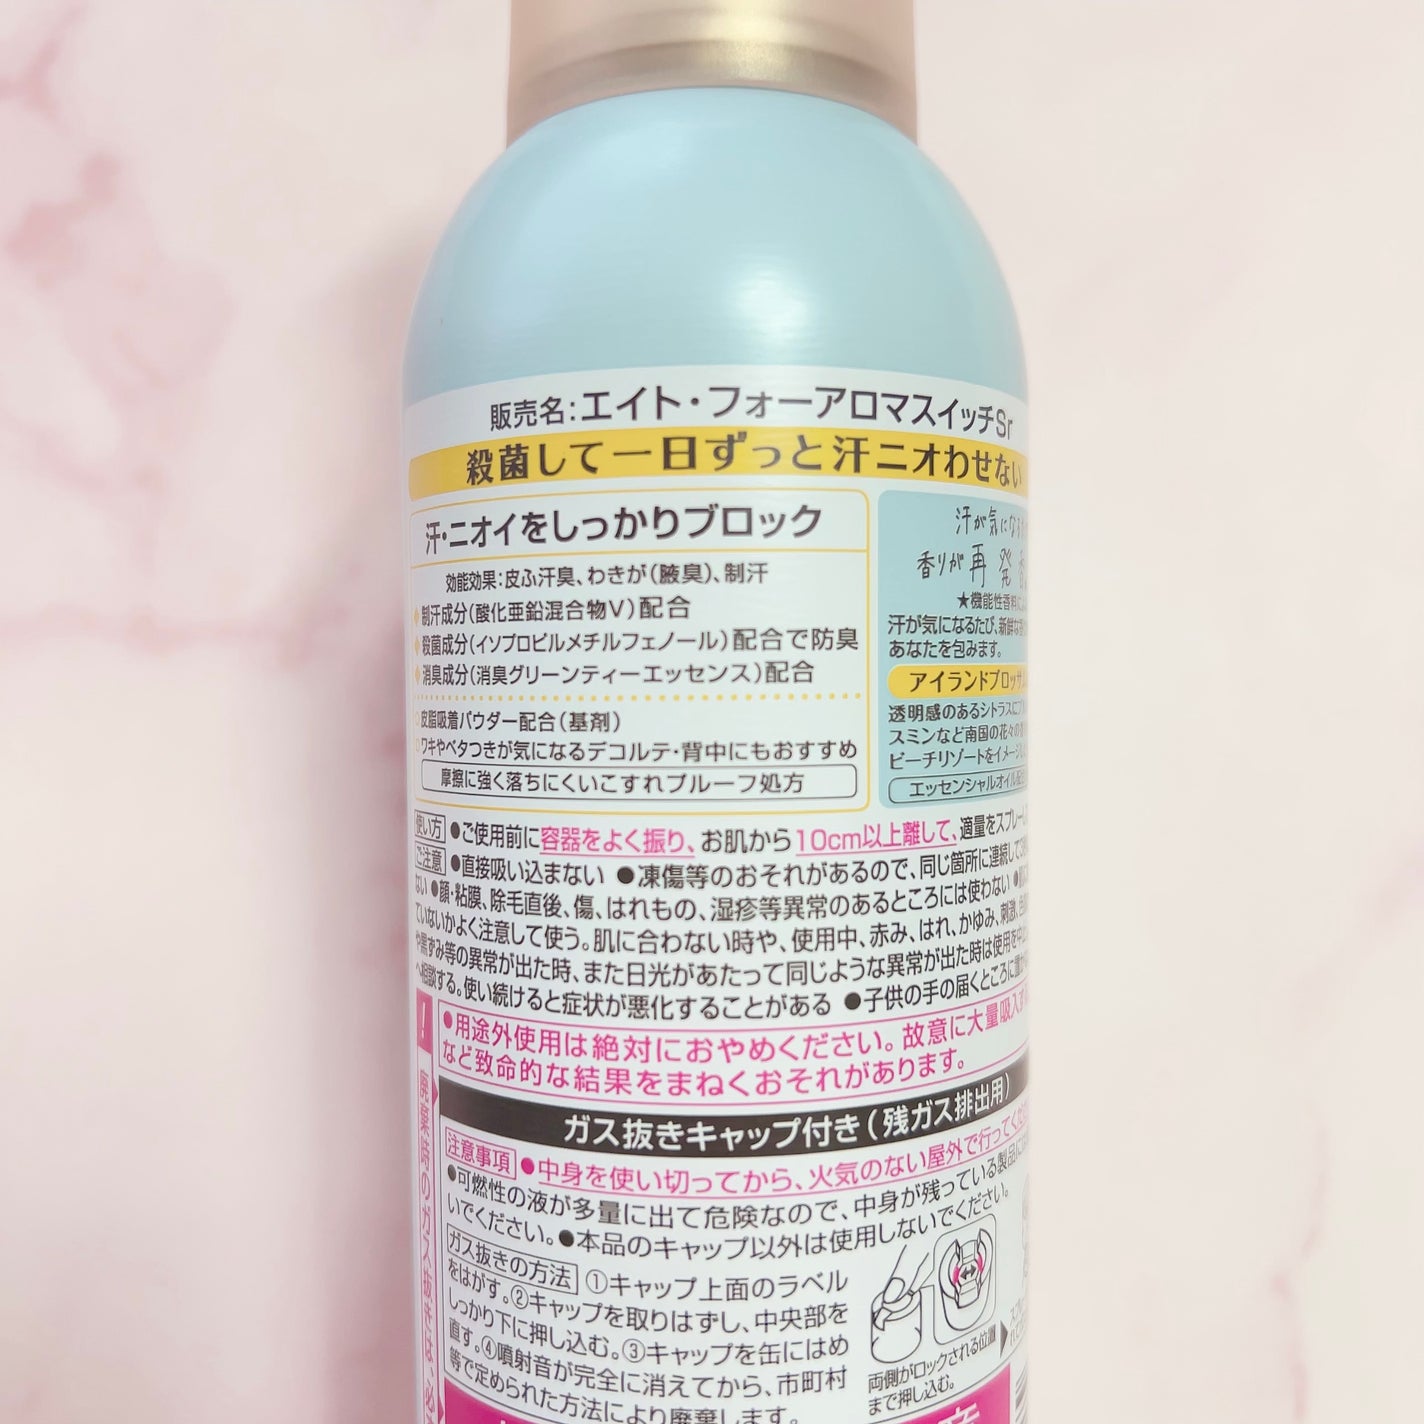 販売名:エイト・フォーアロマスイッチSr
殺菌して一日ずっと汗ニオわせない
汗・ニオイをしっかりブロック
効能効果:皮ふ汗臭、わきが(腋臭)、制汗
制汗成分(酸化亜鉛混合物V)配合
殺菌成分(イソプロピルメチルフェノール)配合で防臭
消臭成分(消臭グリーンティーエッセンス)配合
皮脂吸着パウダー配合(基剤)
ワキやベタつきが気になるデコルテ・背中にもおすすめ
摩擦に強く落ちにくいこすれプルーフ処方
汗が気になる
香りが再発
★機能性香料に
汗が気になるたび、新鮮な
あなたを包みます。
アイランドブロッサム
透明感のあるシトラスに
スミンなど南国の花々の
ビーチリゾートをイメージ
エッセンシャルオイル配合
使い方 ●ご使用前に容器をよく振り、お肌から10cm以上離して、適量をスプレー
ご注意 ●直接吸い込まない ●凍傷等のおそれがあるので、同じ箇所に連続して
ない ●顔・粘膜、除毛直後、傷、はれもの、湿疹等異常のあるところには使わない
ていないかよく注意して使う。肌に合わない時や、使用中、赤み、はれ、かゆみ、刺激、
や黒ずみ等の異常が出た時、また日光があたって同じような異常が出た時は使用を中
へ相談する。使い続けると症状が悪化することがある ●子供の手の届くところに置か
●用途外使用は絶対におやめください。故意に大量吸入
など致命的な結果をまねくおそれがあります。
!
廃棄時のガス抜きは、必
ガス抜きキャップ付き(残ガス排出用)
注意事項 ●中身を使い切ってから、火気のない屋外で行ってくだ
●可燃性の液が多量に出て危険なので、中身が残っている製品に
いでください。●本品のキャップ以外は使用しないでください。
ガス抜きの方法 ①キャップ上面のラベル
をはがす。②キャップを取りはずし、中央部を
しっかり下に押し込む。③キャップを缶にはめ
直す。④噴射音が完全に消えてから、市町村
等で定められた方法により廃棄します。
両側がロックされる位置
まで押し込む。